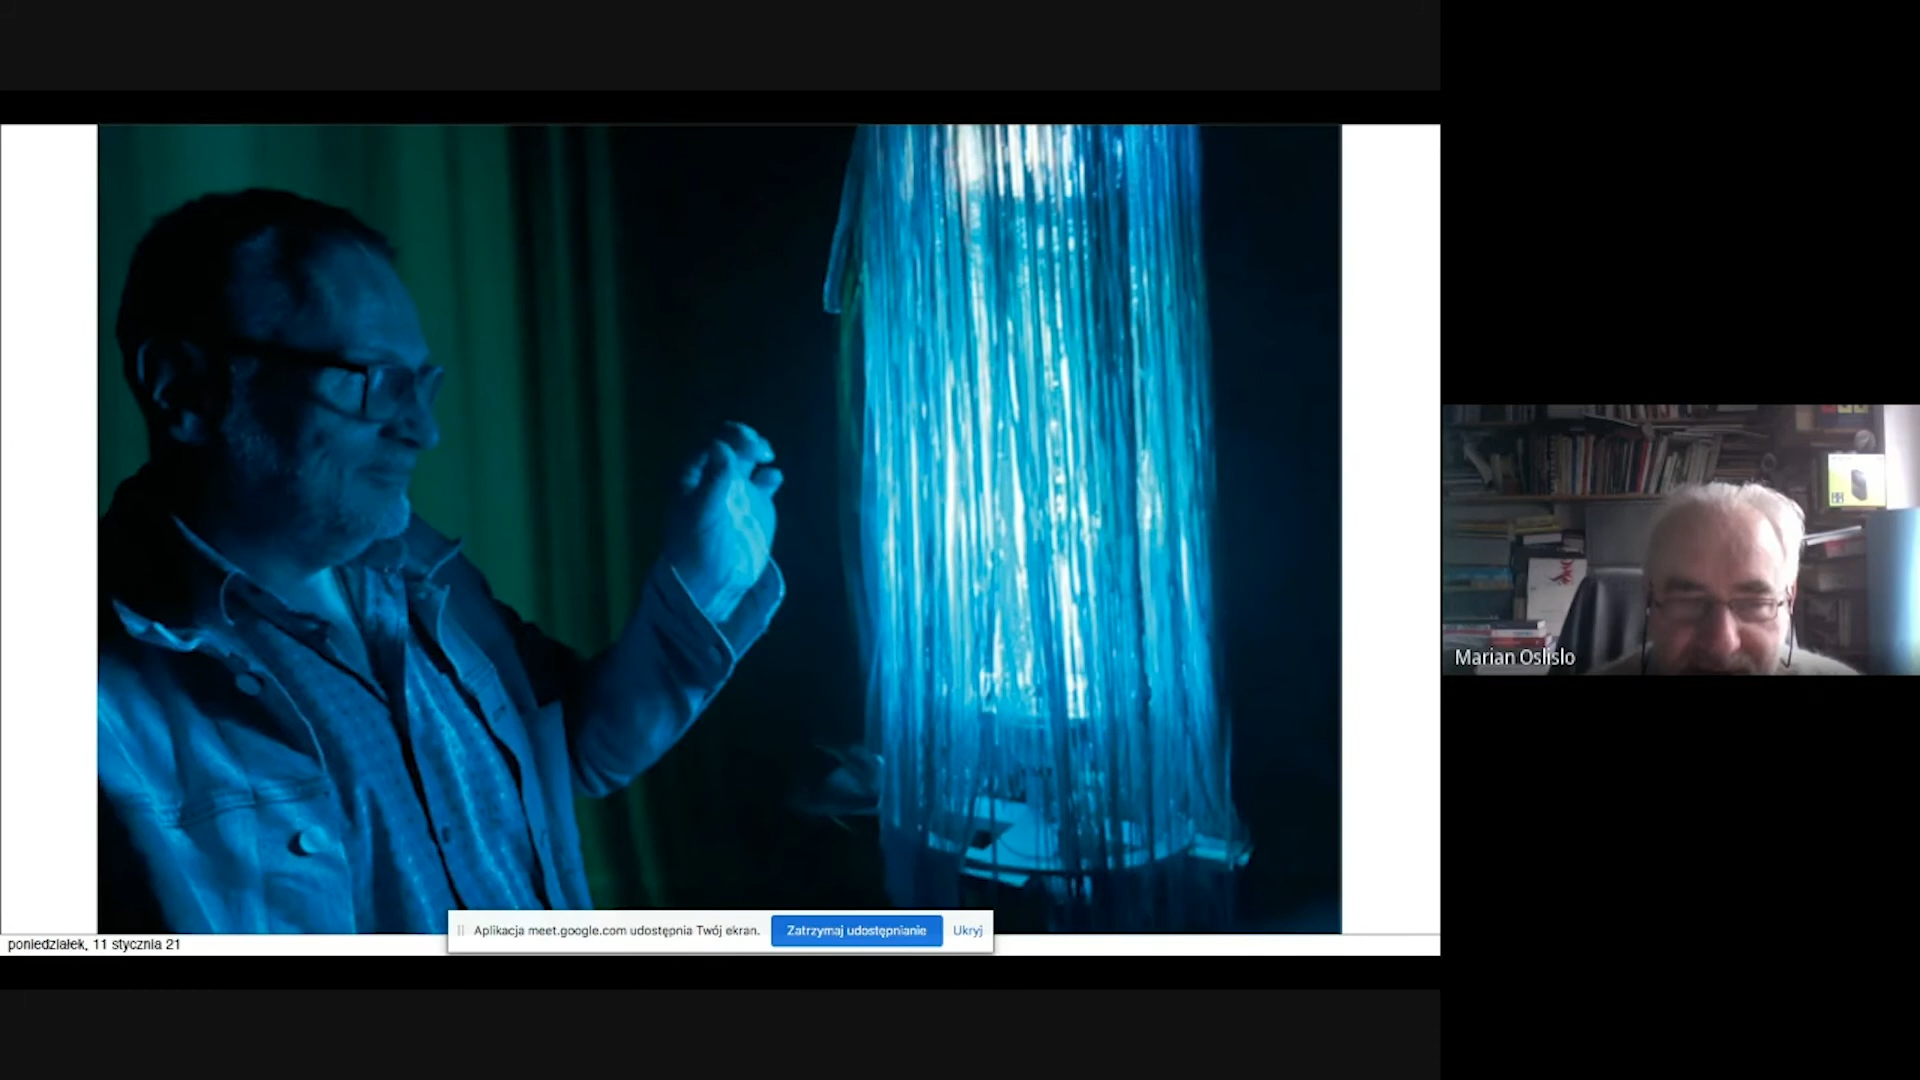 Aplikacja meet.google.com udostępnia Twój ekran. Zatrzymaj udostępnianie Ukryj
poniedziałek, 11 stycznia 21
Marian Oslislo